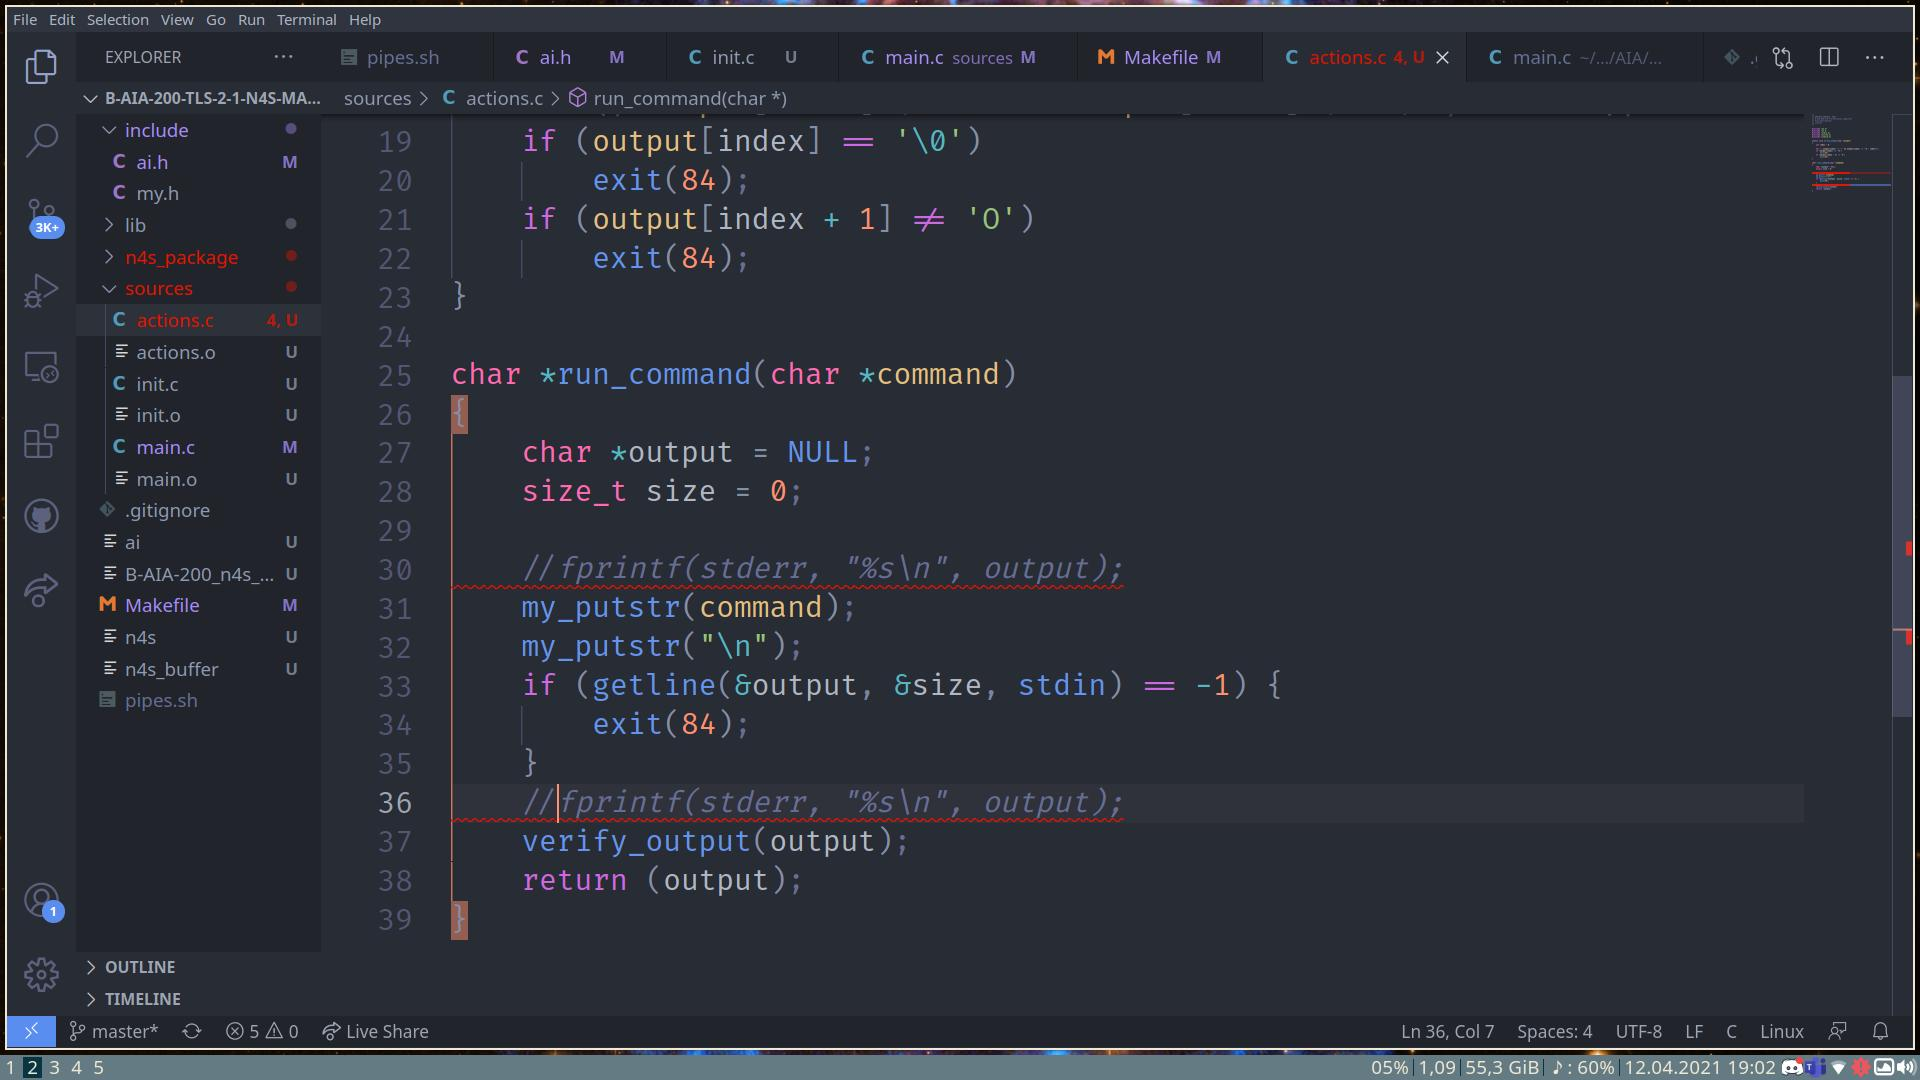 File Edit Selection View Go Run Terminal Help
EXPLORER
pipes.sh
ai.h M
init.c U
main.c sources M
Makefile M
actions.c 4, U
main.c ~/.../AIA/...
B-AIA-200-TLS-2-1-N4S-MA...
sources > actions.c > run_command(char *)
include
ai.h M
my.h
lib
n4s_package
sources
actions.c 4, U
actions.o U
init.c U
init.o U
main.c M
main.o U
.gitignore
ai U
B-AIA-200_n4s_... U
Makefile M
n4s U
n4s_buffer U
pipes.sh
OUTLINE
TIMELINE
3K+
1
19 if (output[index] == '\0')
20 exit(84);
21 if (output[index + 1] != 'O')
22 exit(84);
23 }
24
25 char *run_command(char *command)
26 {
27 char *output = NULL;
28 size_t size = 0;
29
30 //fprintf(stderr, "%s\n", output);
31 my_putstr(command);
32 my_putstr("\n");
33 if (getline(&output, &size, stdin) == -1) {
34 exit(84);
35 }
36 //fprintf(stderr, "%s\n", output);
37 verify_output(output);
38 return (output);
39 }
master* 5 0 Live Share Ln 36, Col 7 Spaces: 4 UTF-8 LF C Linux
1 2 3 4 5 05% | 1,09 | 55,3 GiB | ♪: 60% | 12.04.2021 19:02